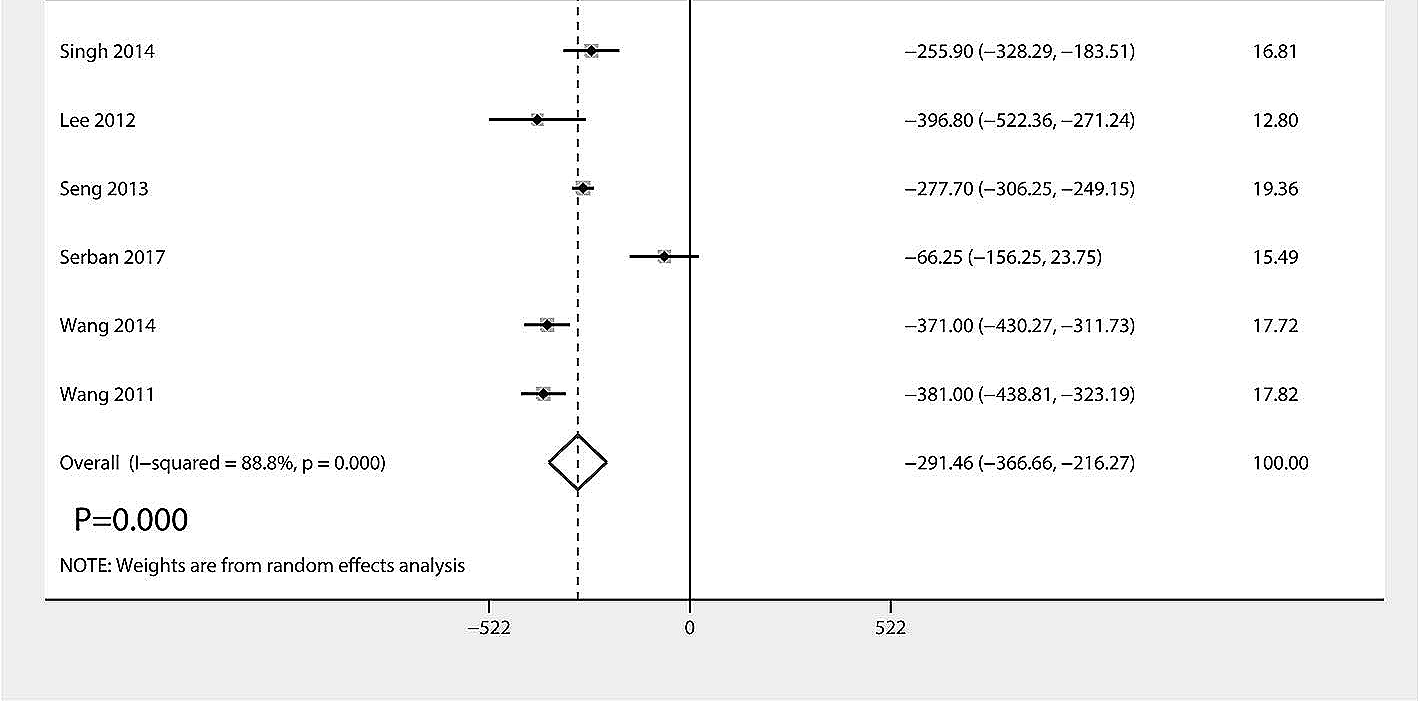 Singh 2014 −255.90 (−328.29, −183.51) 16.81
Lee 2012 −396.80 (−522.36, −271.24) 12.80
Seng 2013 −277.70 (−306.25, −249.15) 19.36
Serban 2017 −66.25 (−156.25, 23.75) 15.49
Wang 2014 −371.00 (−430.27, −311.73) 17.72
Wang 2011 −381.00 (−438.81, −323.19) 17.82
Overall (I−squared = 88.8%, p = 0.000) −291.46 (−366.66, −216.27) 100.00
P=0.000
NOTE: Weights are from random effects analysis
−522 0 522